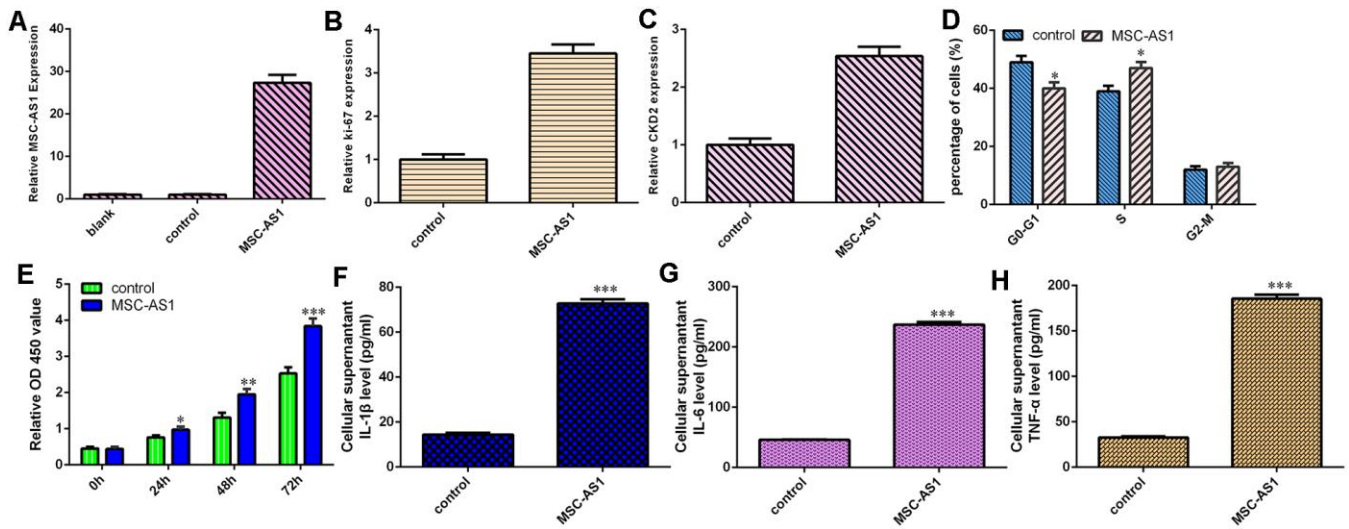 A
Relative MSC-AS1 Expression
40
30
20
10
0
blank
control
MSC-AS1
B
Relative ki-67 expression
4
3
2
1
0
control
MSC-AS1
C
Relative CKD2 expression
3
2
1
0
control
MSC-AS1
D
control
MSC-AS1
percentage of cells (%)
60
40
20
0
*
*
G0-G1
S
G2-M
E
control
MSC-AS1
Relative OD 450 value
5
4
3
2
1
0
*
**
***
0h
24h
48h
72h
F
Cellular supernatant
IL-1β level (pg/ml)
80
60
40
20
0
***
control
MSC-AS1
G
Cellular supernantant
IL-6 level (pg/ml)
300
200
100
0
***
control
MSC-AS1
H
Cellular supernantant
TNF-α level (pg/ml)
200
150
100
50
0
***
control
MSC-AS1